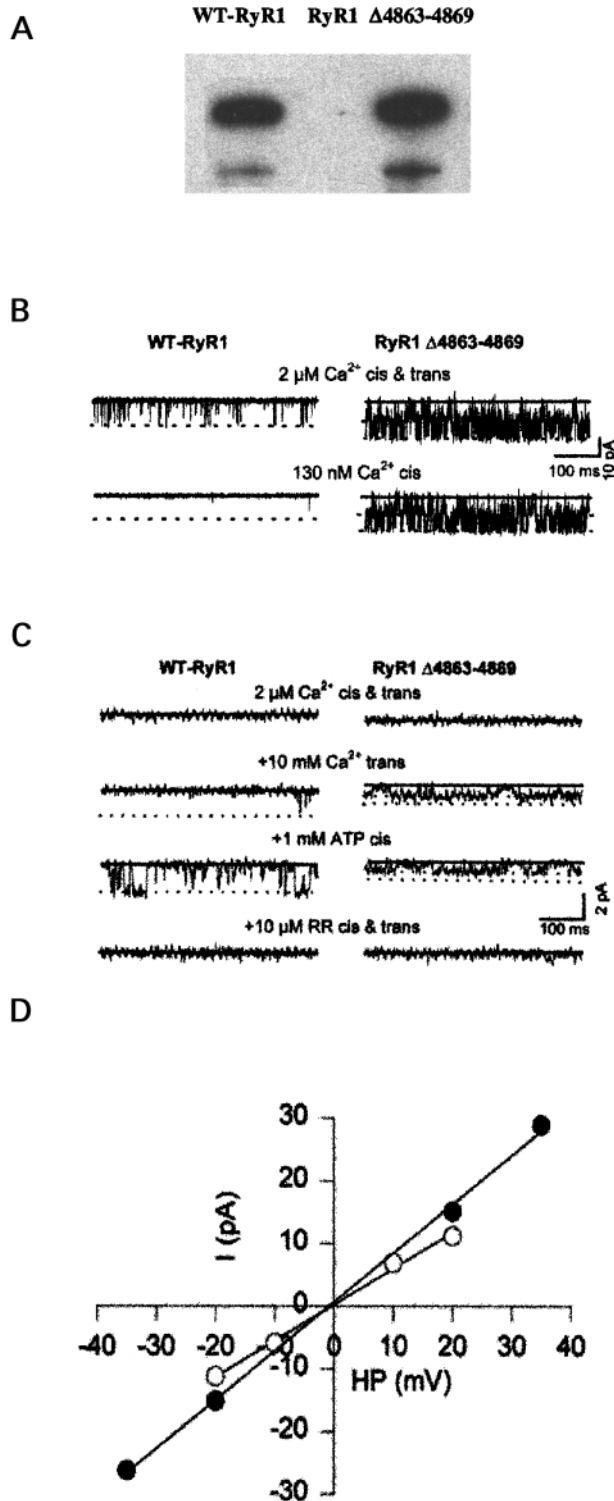 A
WT-RyR1 RyR1 Δ4863-4869
B
WT-RyR1 RyR1 Δ4863-4869
2 µM Ca²⁺ cis & trans
10 pA
100 ms
130 nM Ca²⁺ cis
C
WT-RyR1 RyR1 Δ4863-4869
2 µM Ca²⁺ cis & trans
+10 mM Ca²⁺ trans
+1 mM ATP cis
2 pA
100 ms
+10 µM RR cis & trans
D
30
20
10
0
-10
-20
-30
I (pA)
-40 -30 -20 -10 0 10 20 30 40
HP (mV)